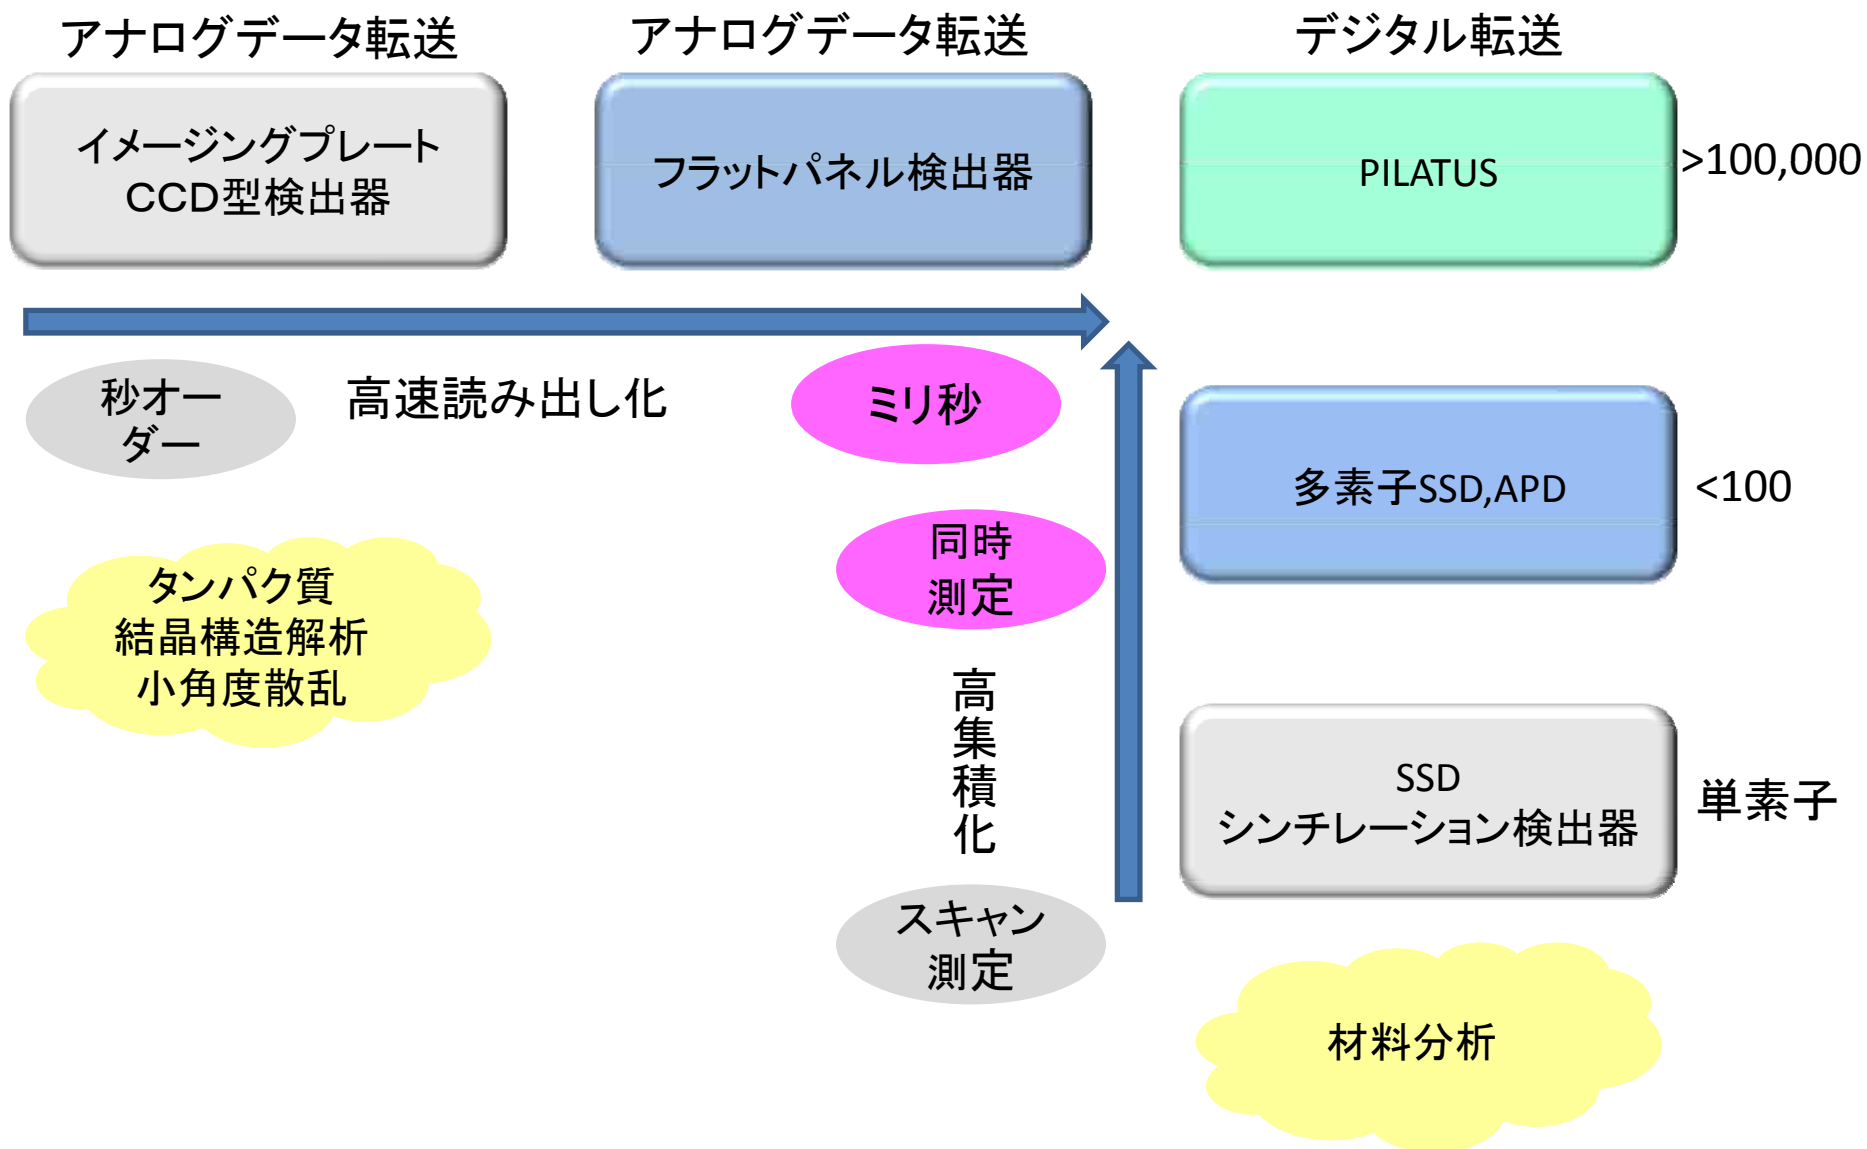 アナログデータ転送
アナログデータ転送
デジタル転送
イメージングプレート
CCD型検出器
フラットパネル検出器
PILATUS
>100,000
秒オー
ダー
高速読み出し化
ミリ秒
多素子SSD,APD
<100
同時
測定
タンパク質
結晶構造解析
小角度散乱
高集積化
SSD
シンチレーション検出器
単素子
スキャン
測定
材料分析